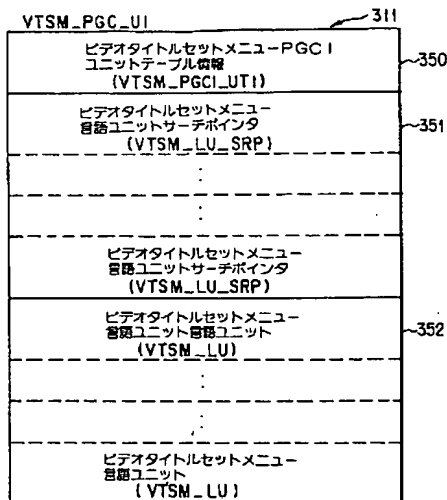 VTSM_PGC_UI
311
ビデオタイトルセットメニューPGCI
ユニットテーブル情報
(VTSM_PGCI_UTI)
350
ビデオタイトルセットメニュー
言語ユニットサーチポインタ
(VTSM_LU_SRP)
351
ビデオタイトルセットメニュー
言語ユニットサーチポインタ
(VTSM_LU_SRP)
ビデオタイトルセットメニュー
言語ユニット言語ユニット
(VTSM_LU)
352
ビデオタイトルセットメニュー
言語ユニット
(VTSM_LU)